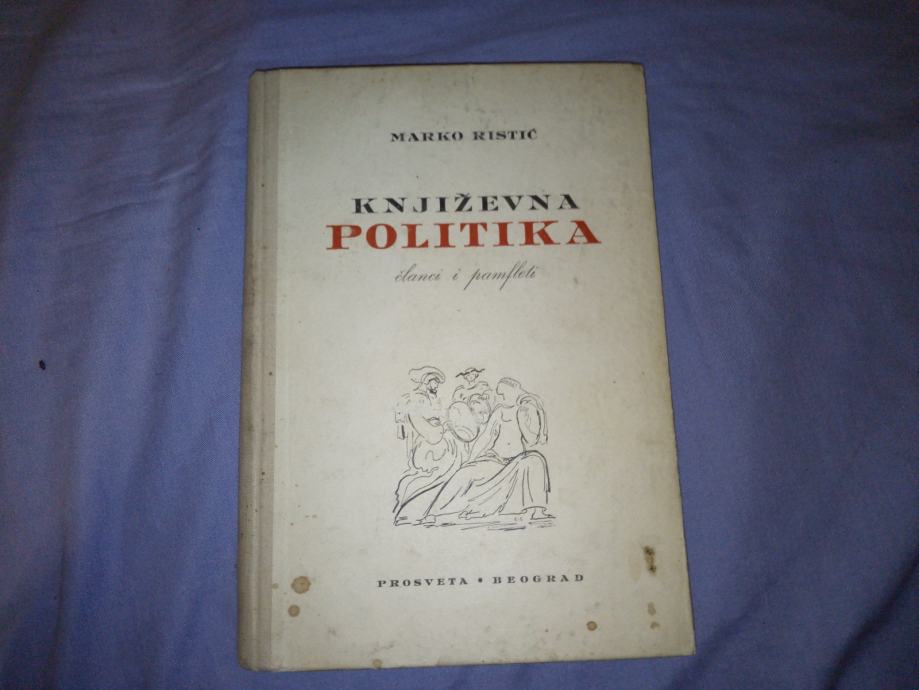 MARKO RISTIĆ
KNJIŽEVNA
POLITIKA
članci i pamfleti
PROSVETA • BEOGRAD